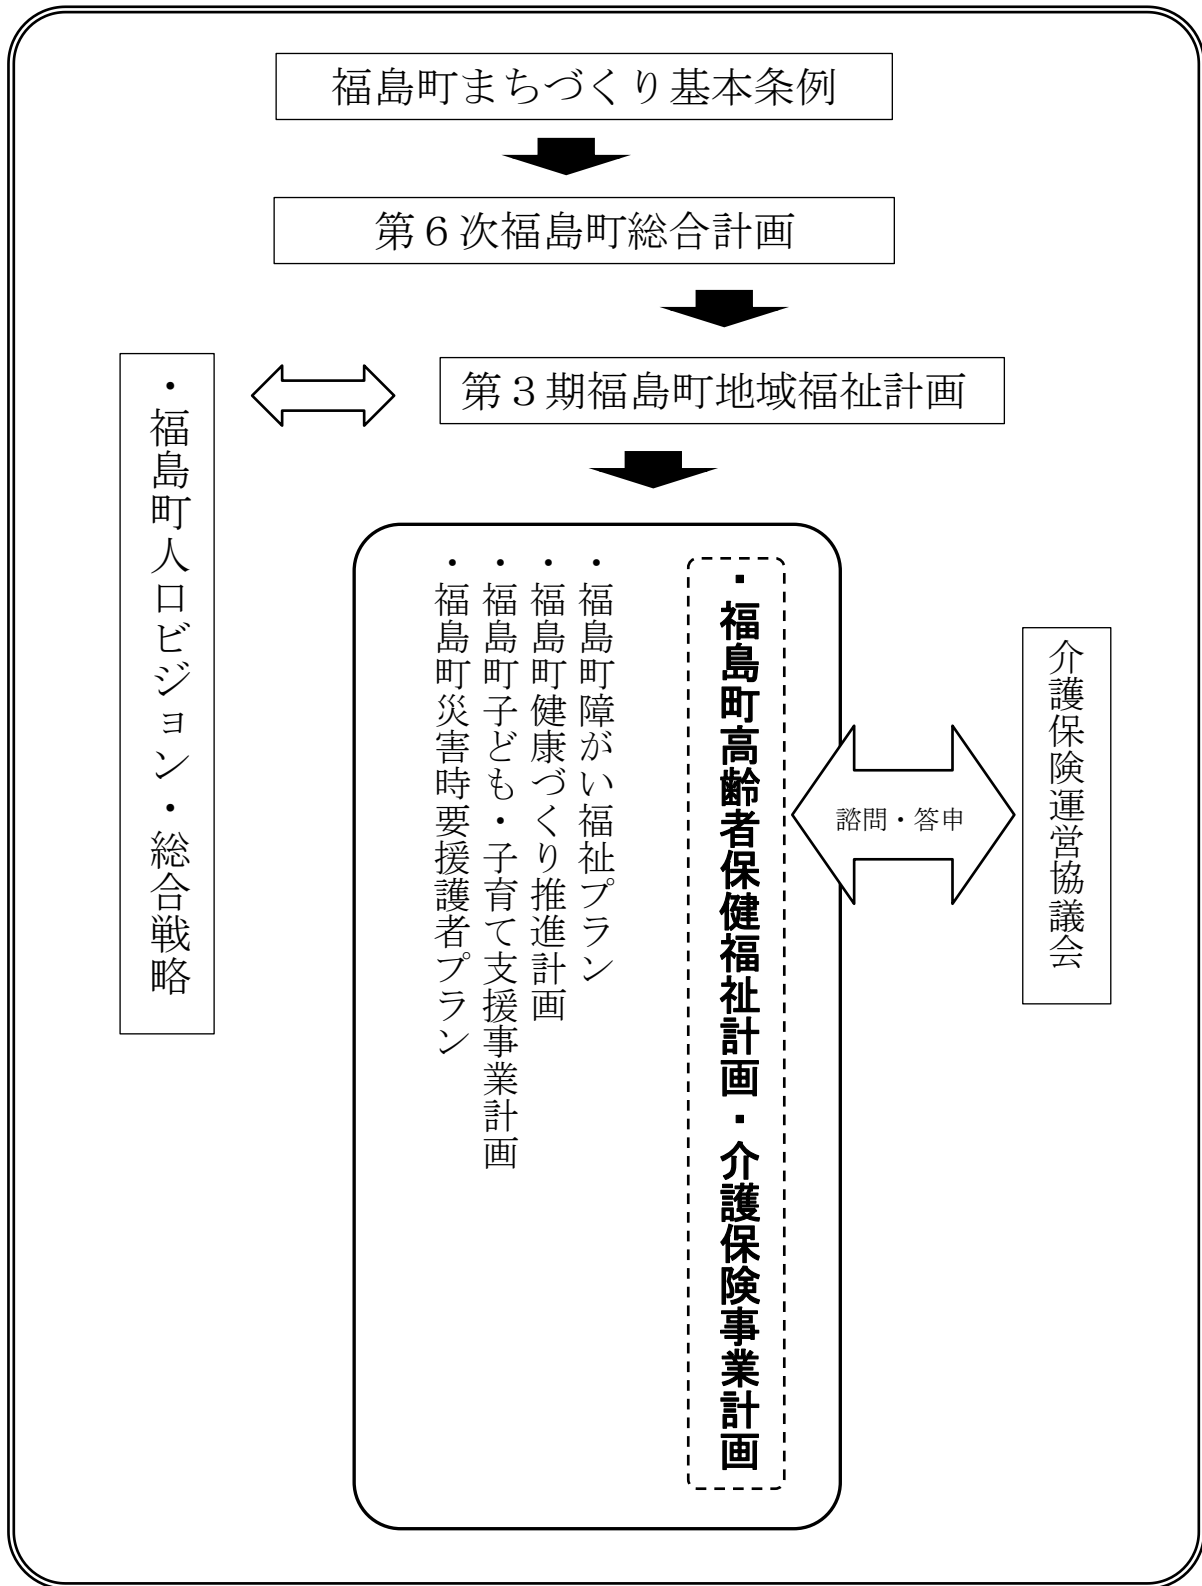 福島町まちづくり基本条例
第６次福島町総合計画
第３期福島町地域福祉計画
・福島町人口ビジョン・総合戦略
・福島町高齢者保健福祉計画・介護保険事業計画
・福島町障がい福祉プラン
・福島町健康づくり推進計画
・福島町子ども・子育て支援事業計画
・福島町災害時要援護者プラン
諮問・答申
介護保険運営協議会